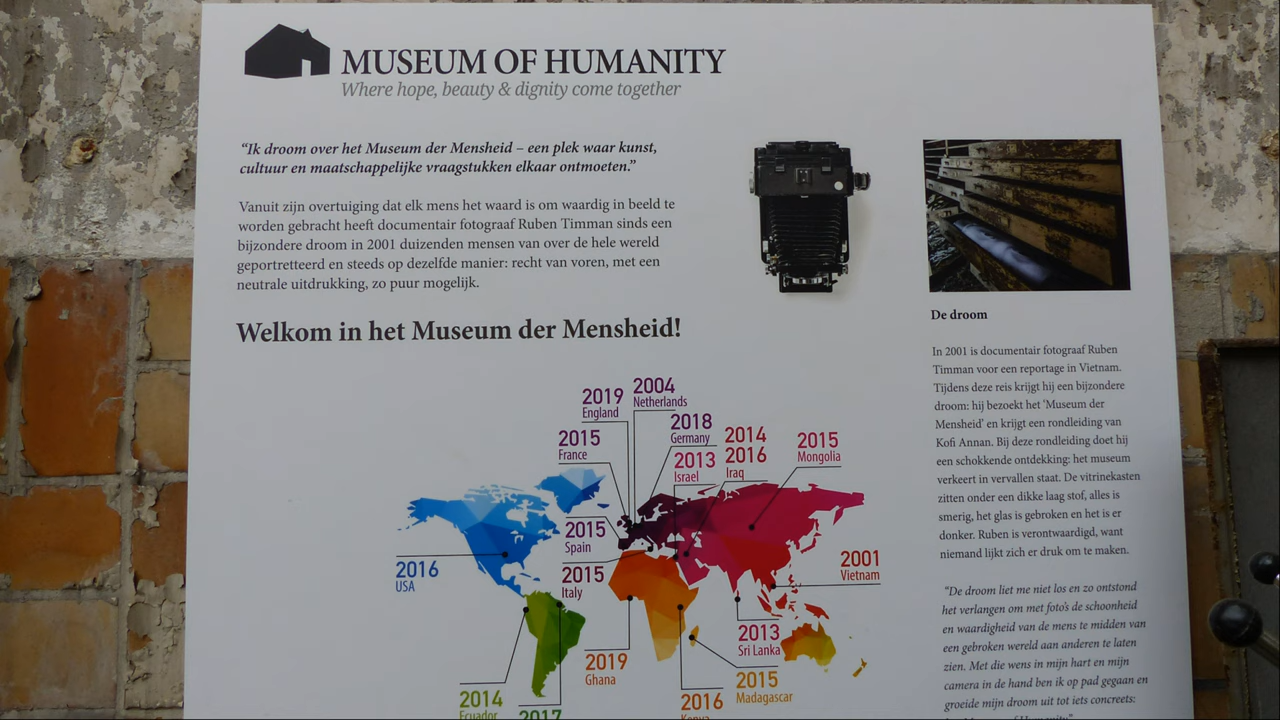 MUSEUM OF HUMANITY
Where hope, beauty & dignity come together
“Ik droom over het Museum der Mensheid – een plek waar kunst,
cultuur en maatschappelijke vraagstukken elkaar ontmoeten.”
Vanuit zijn overtuiging dat elk mens het waard is om waardig in beeld te
worden gebracht heeft documentair fotograaf Ruben Timman sinds een
bijzondere droom in 2001 duizenden mensen van over de hele wereld
geportretteerd en steeds op dezelfde manier: recht van voren, met een
neutrale uitdrukking, zo puur mogelijk.
Welkom in het Museum der Mensheid!
2019
England
2004
Netherlands
2015
France
2018
Germany
2013
Israel
2014
2016
Iraq
2015
Mongolia
2015
Spain
2015
Italy
2016
USA
2001
Vietnam
2013
Sri Lanka
2019
Ghana
2015
Madagascar
2014
Ecuador
2017
2016
Kenya
De droom
In 2001 is documentair fotograaf Ruben
Timman voor een reportage in Vietnam.
Tijdens deze reis krijgt hij een bijzondere
droom: hij bezoekt het ‘Museum der
Mensheid’ en krijgt een rondleiding van
Kofi Annan. Bij deze rondleiding doet hij
een schokkende ontdekking: het museum
verkeert in vervallen staat. De vitrinekasten
zitten onder een dikke laag stof, alles is
smerig, het glas is gebroken en het is er
donker. Ruben is verontwaardigd, want
niemand lijkt zich er druk om te maken.
“De droom liet me niet los en zo ontstond
het verlangen om met foto’s de schoonheid
en waardigheid van de mens te midden van
een gebroken wereld aan anderen te laten
zien. Met die wens in mijn hart en mijn
camera in de hand ben ik op pad gegaan en
groeide mijn droom uit tot iets concreets: